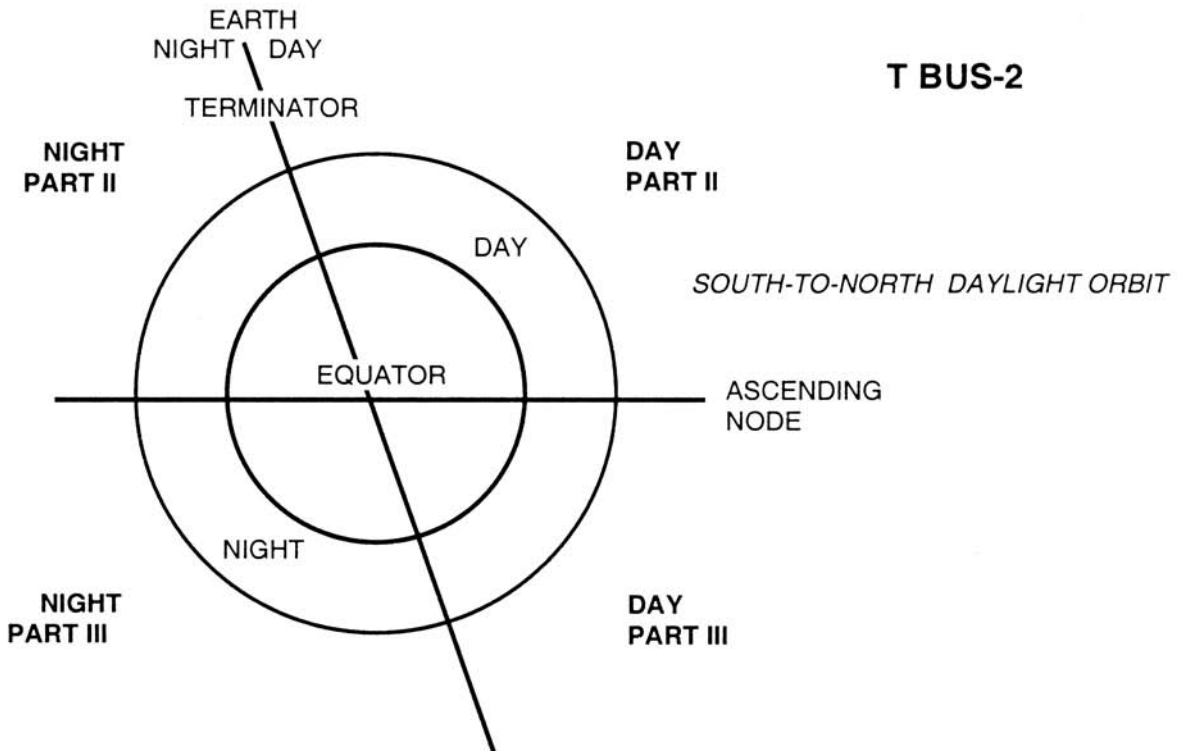 EARTH
NIGHT DAY
TERMINATOR
T BUS-2
NIGHT
PART II
DAY
PART II
DAY
SOUTH-TO-NORTH DAYLIGHT ORBIT
EQUATOR
ASCENDING
NODE
NIGHT
NIGHT
PART III
DAY
PART III